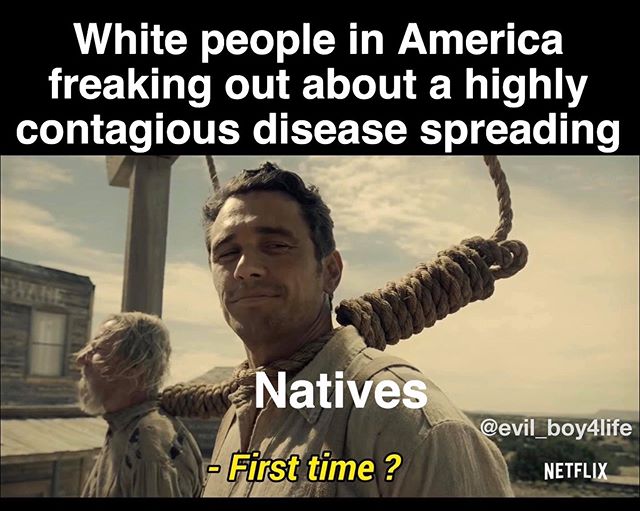 White people in America
freaking out about a highly
contagious disease spreading
Natives
@evil_boy4life
- First time ?
NETFLIX